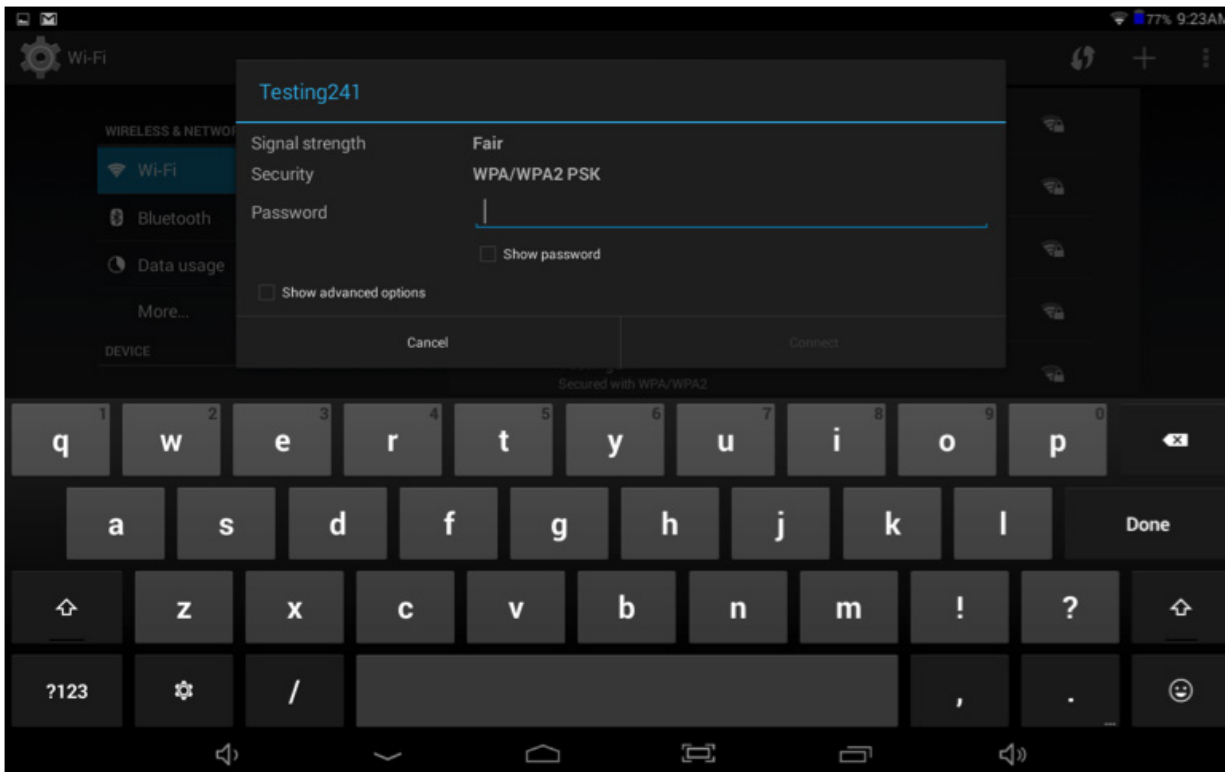 77% 9:23AM
Wi-Fi
Testing241
WIRELESS & NETWOR
Signal strength Fair
Wi-Fi
Security WPA/WPA2 PSK
Bluetooth
Password
Show password
Data usage
Show advanced options
More...
Cancel Connect
DEVICE
Secured with WPA/WPA2
1 2 3 4 5 6 7 8 9 0
q w e r t y u i o p
a s d f g h j k l Done
z x c v b n m ! ?
?123 / , . ...